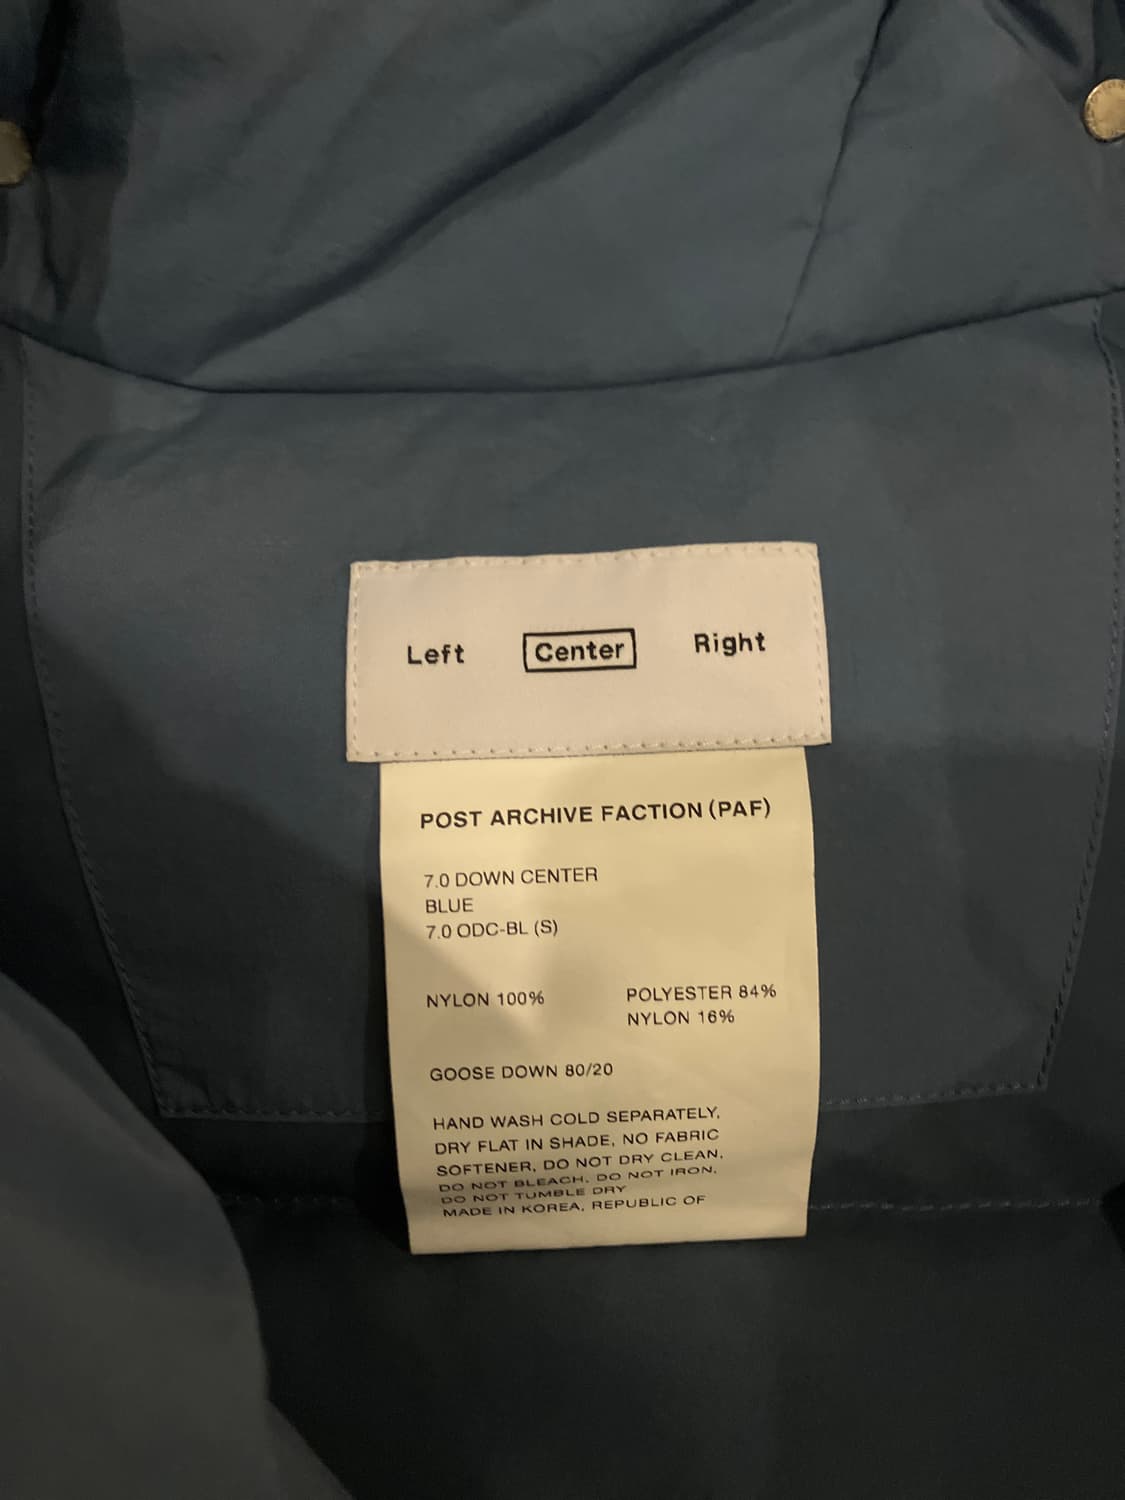 Left Center Right
POST ARCHIVE FACTION (PAF)
7.0 DOWN CENTER
BLUE
7.0 ODC-BL (S)
NYLON 100% POLYESTER 84%
NYLON 16%
GOOSE DOWN 80/20
HAND WASH COLD SEPARATELY,
DRY FLAT IN SHADE, NO FABRIC
SOFTENER, DO NOT DRY CLEAN,
DO NOT BLEACH, DO NOT IRON,
DO NOT TUMBLE DRY
MADE IN KOREA, REPUBLIC OF